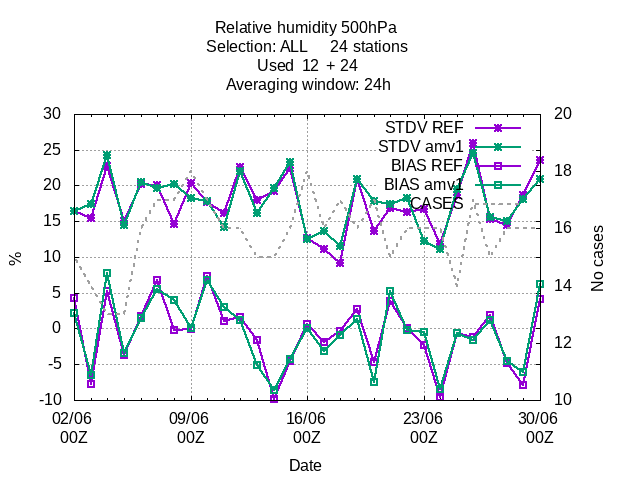 Relative humidity 500hPa
Selection: ALL 24 stations
Used 12 + 24
Averaging window: 24h
30 20
STDV REF
25
STDV amv1
BIAS REF
18
20
BIAS amv1
CASES
15
16
%
10
No cases
14
5
0
12
-5
-10 10
02/06 09/06 16/06 23/06 30/06
00Z 00Z 00Z 00Z 00Z
Date